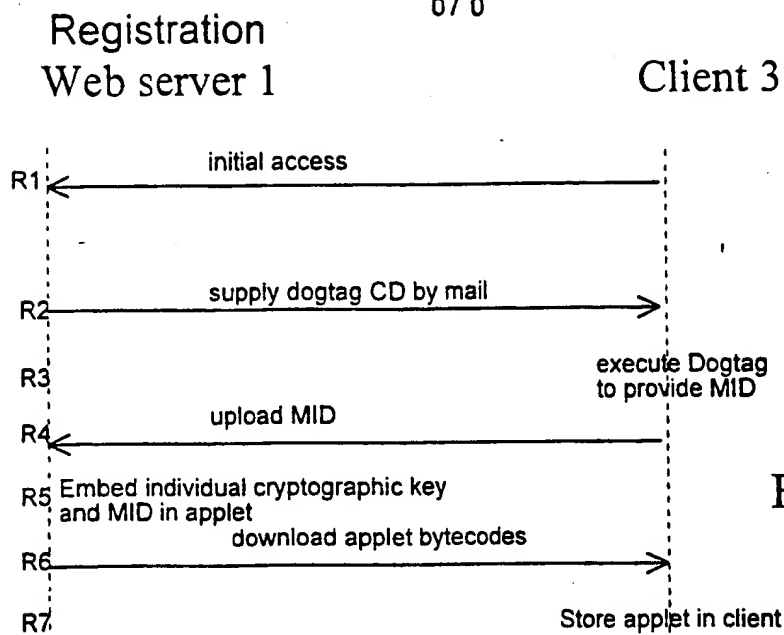 Registration
Web server 1
Client 3
R1
initial access
R2
supply dogtag CD by mail
R3
execute Dogtag
to provide MID
R4
upload MID
R5
Embed individual cryptographic key
and MID in applet
R6
download applet bytecodes
R7
Store applet in client